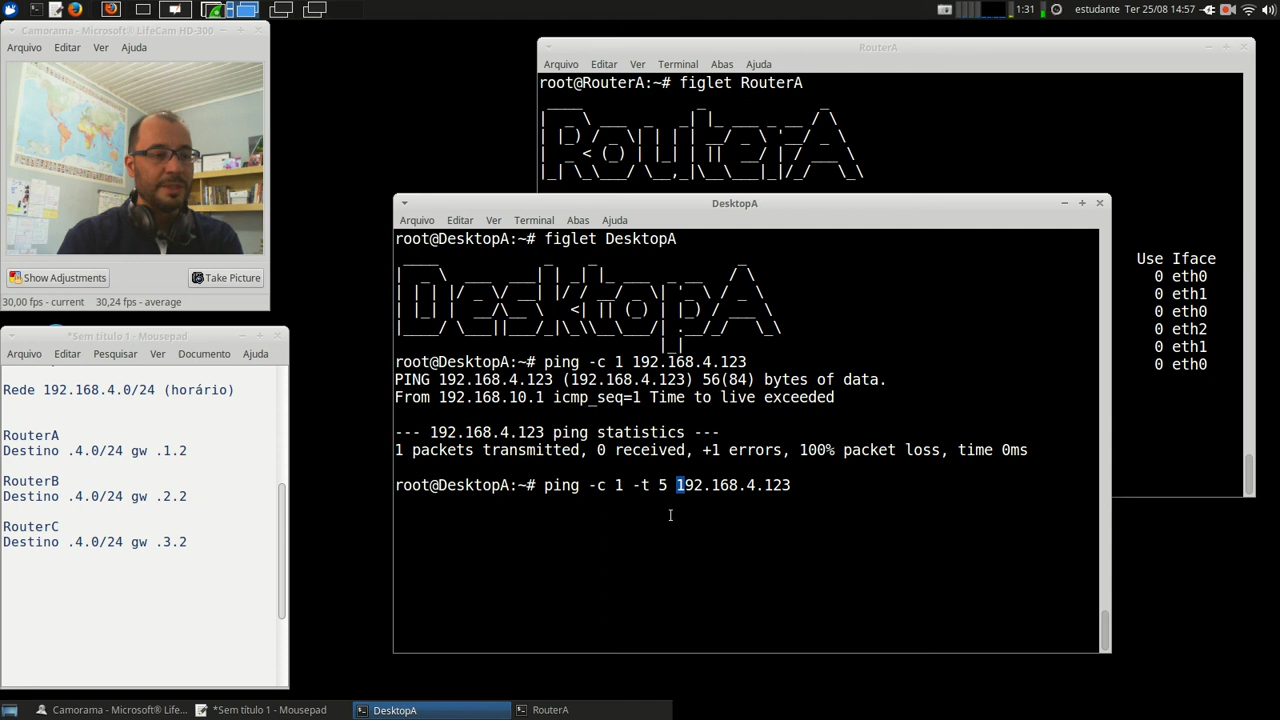 1:31 estudante Ter 25/08 14:57
Camorama - Microsoft® LifeCam HD-300
Arquivo Editar Ver Ajuda
Show Adjustments Take Picture
30,00 fps - current 30,24 fps - average
*Sem título 1 - Mousepad
Arquivo Editar Pesquisar Ver Documento Ajuda
Rede 192.168.4.0/24 (horário)
RouterA
Destino .4.0/24 gw .1.2
RouterB
Destino .4.0/24 gw .2.2
RouterC
Destino .4.0/24 gw .3.2
RouterA
Arquivo Editar Ver Terminal Abas Ajuda
root@RouterA:~# figlet RouterA
RouterA
Use Iface
0 eth0
0 eth1
0 eth0
0 eth2
0 eth1
0 eth0
DesktopA
Arquivo Editar Ver Terminal Abas Ajuda
root@DesktopA:~# figlet DesktopA
DesktopA
root@DesktopA:~# ping -c 1 192.168.4.123
PING 192.168.4.123 (192.168.4.123) 56(84) bytes of data.
From 192.168.10.1 icmp_seq=1 Time to live exceeded
--- 192.168.4.123 ping statistics ---
1 packets transmitted, 0 received, +1 errors, 100% packet loss, time 0ms
root@DesktopA:~# ping -c 1 -t 5 192.168.4.123
Camorama - Microsoft® LifeC... *Sem título 1 - Mousepad DesktopA RouterA